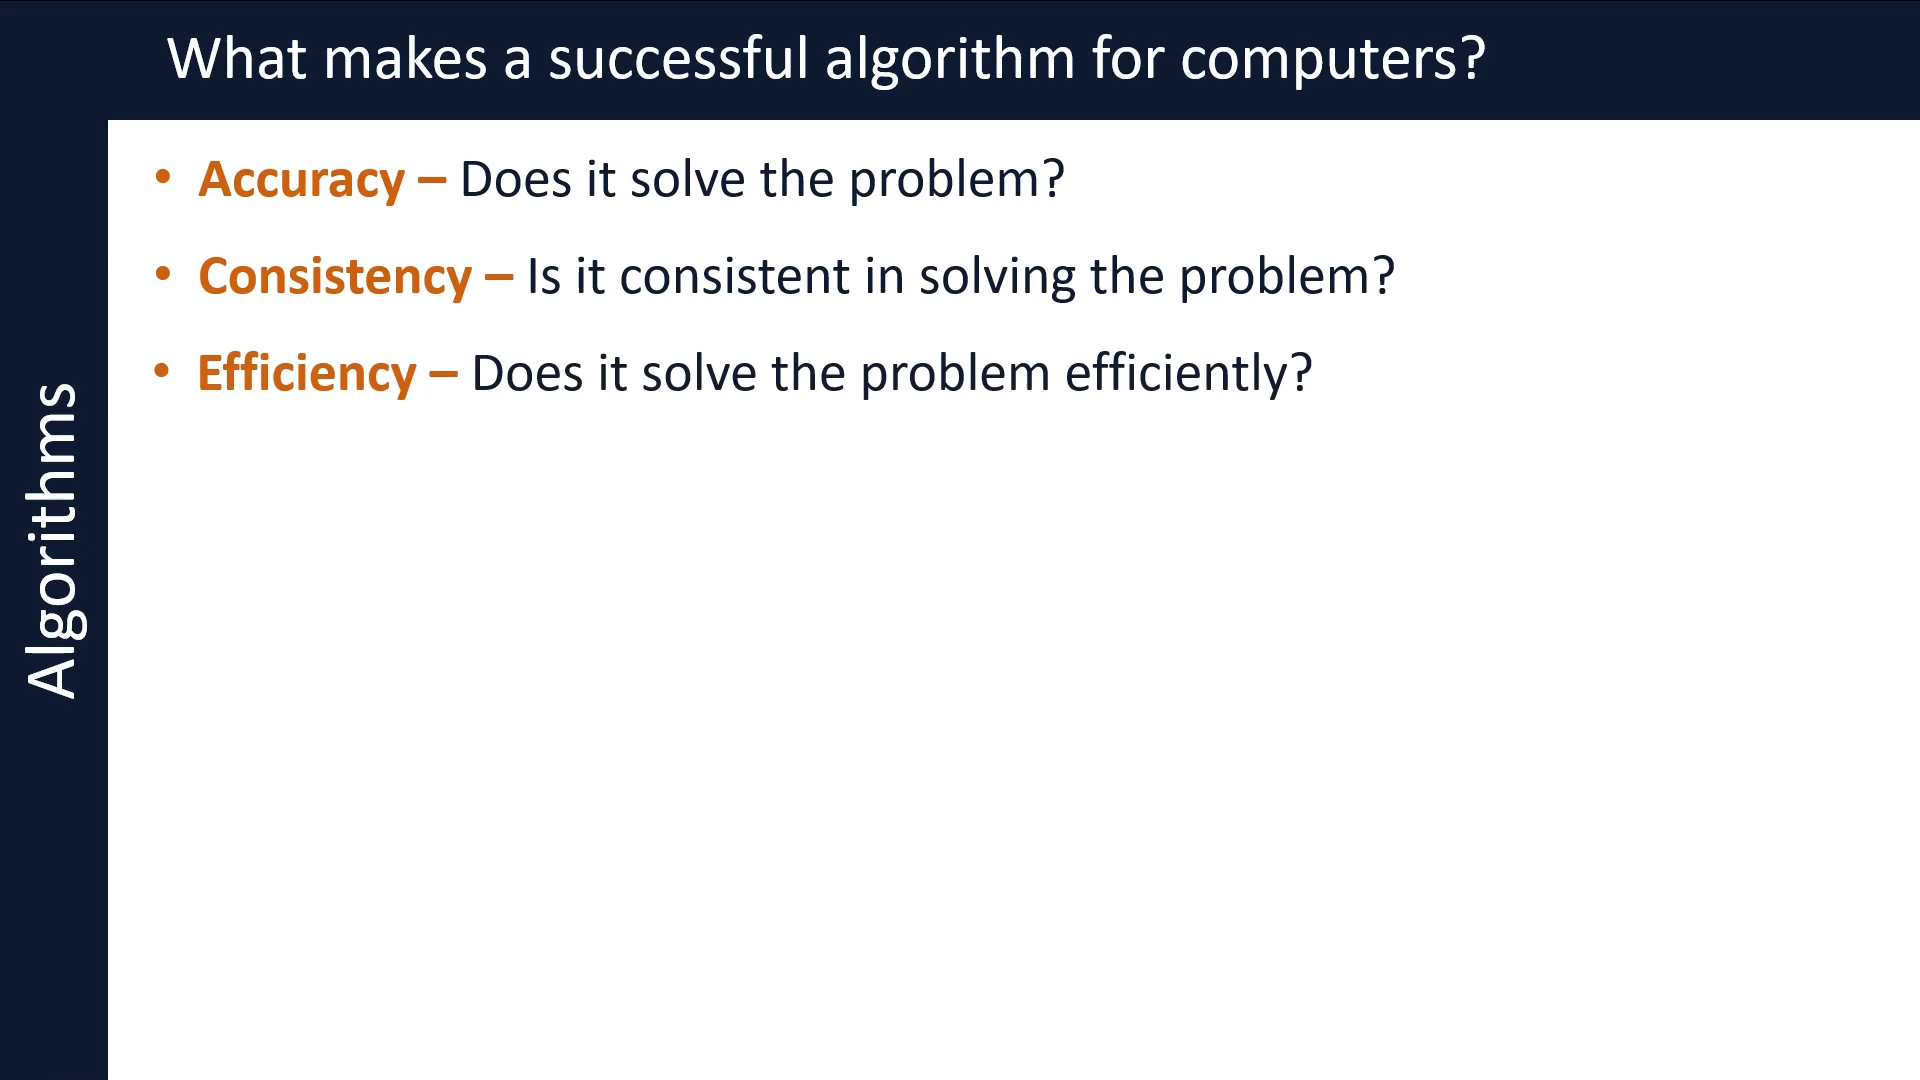 What makes a successful algorithm for computers?
• Accuracy – Does it solve the problem?
• Consistency – Is it consistent in solving the problem?
• Efficiency – Does it solve the problem efficiently?
Algorithms